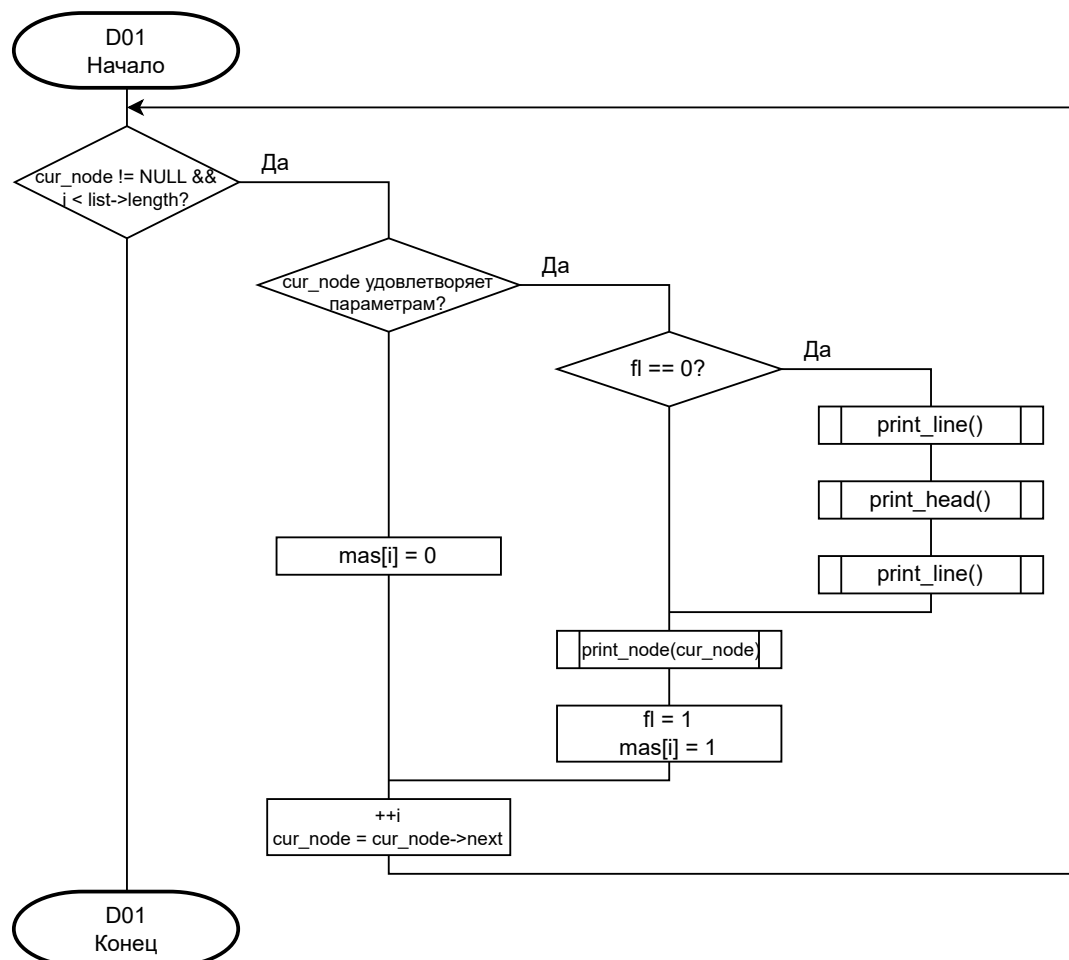 D01
Начало
cur_node != NULL &&
i < list->length?
Да
cur_node удовлетворяет
параметрам?
Да
fl == 0?
Да
print_line()
print_head()
print_line()
mas[i] = 0
print_node(cur_node)
fl = 1
mas[i] = 1
++i
cur_node = cur_node->next
D01
Конец